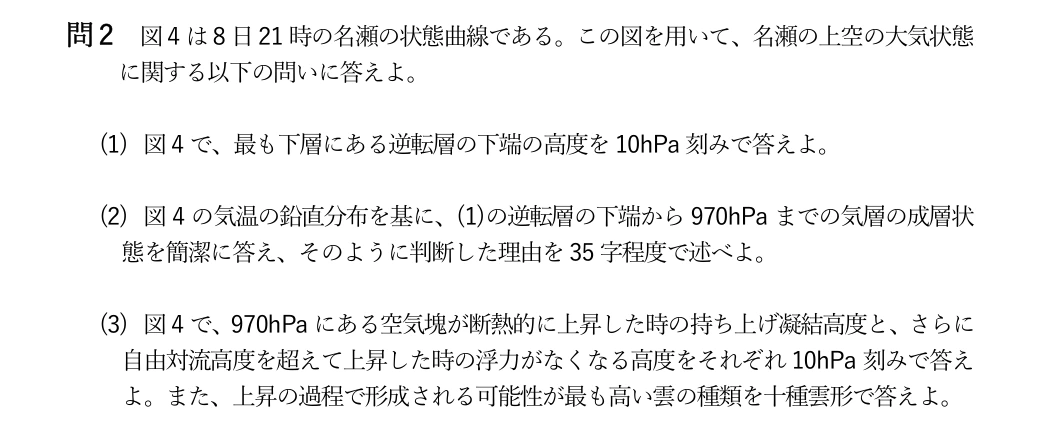 問2 図4は8日21時の名瀬の状態曲線である。この図を用いて、名瀬の上空の大気状態
に関する以下の問いに答えよ。
(1) 図4で、最も下層にある逆転層の下端の高度を10hPa刻みで答えよ。
(2) 図4の気温の鉛直分布を基に、(1)の逆転層の下端から970hPaまでの気層の成層状
態を簡潔に答え、そのように判断した理由を35字程度で述べよ。
(3) 図4で、970hPaにある空気塊が断熱的に上昇した時の持ち上げ凝結高度と、さらに
自由対流高度を超えて上昇した時の浮力がなくなる高度をそれぞれ10hPa刻みで答え
よ。また、上昇の過程で形成される可能性が最も高い雲の種類を十種雲形で答えよ。